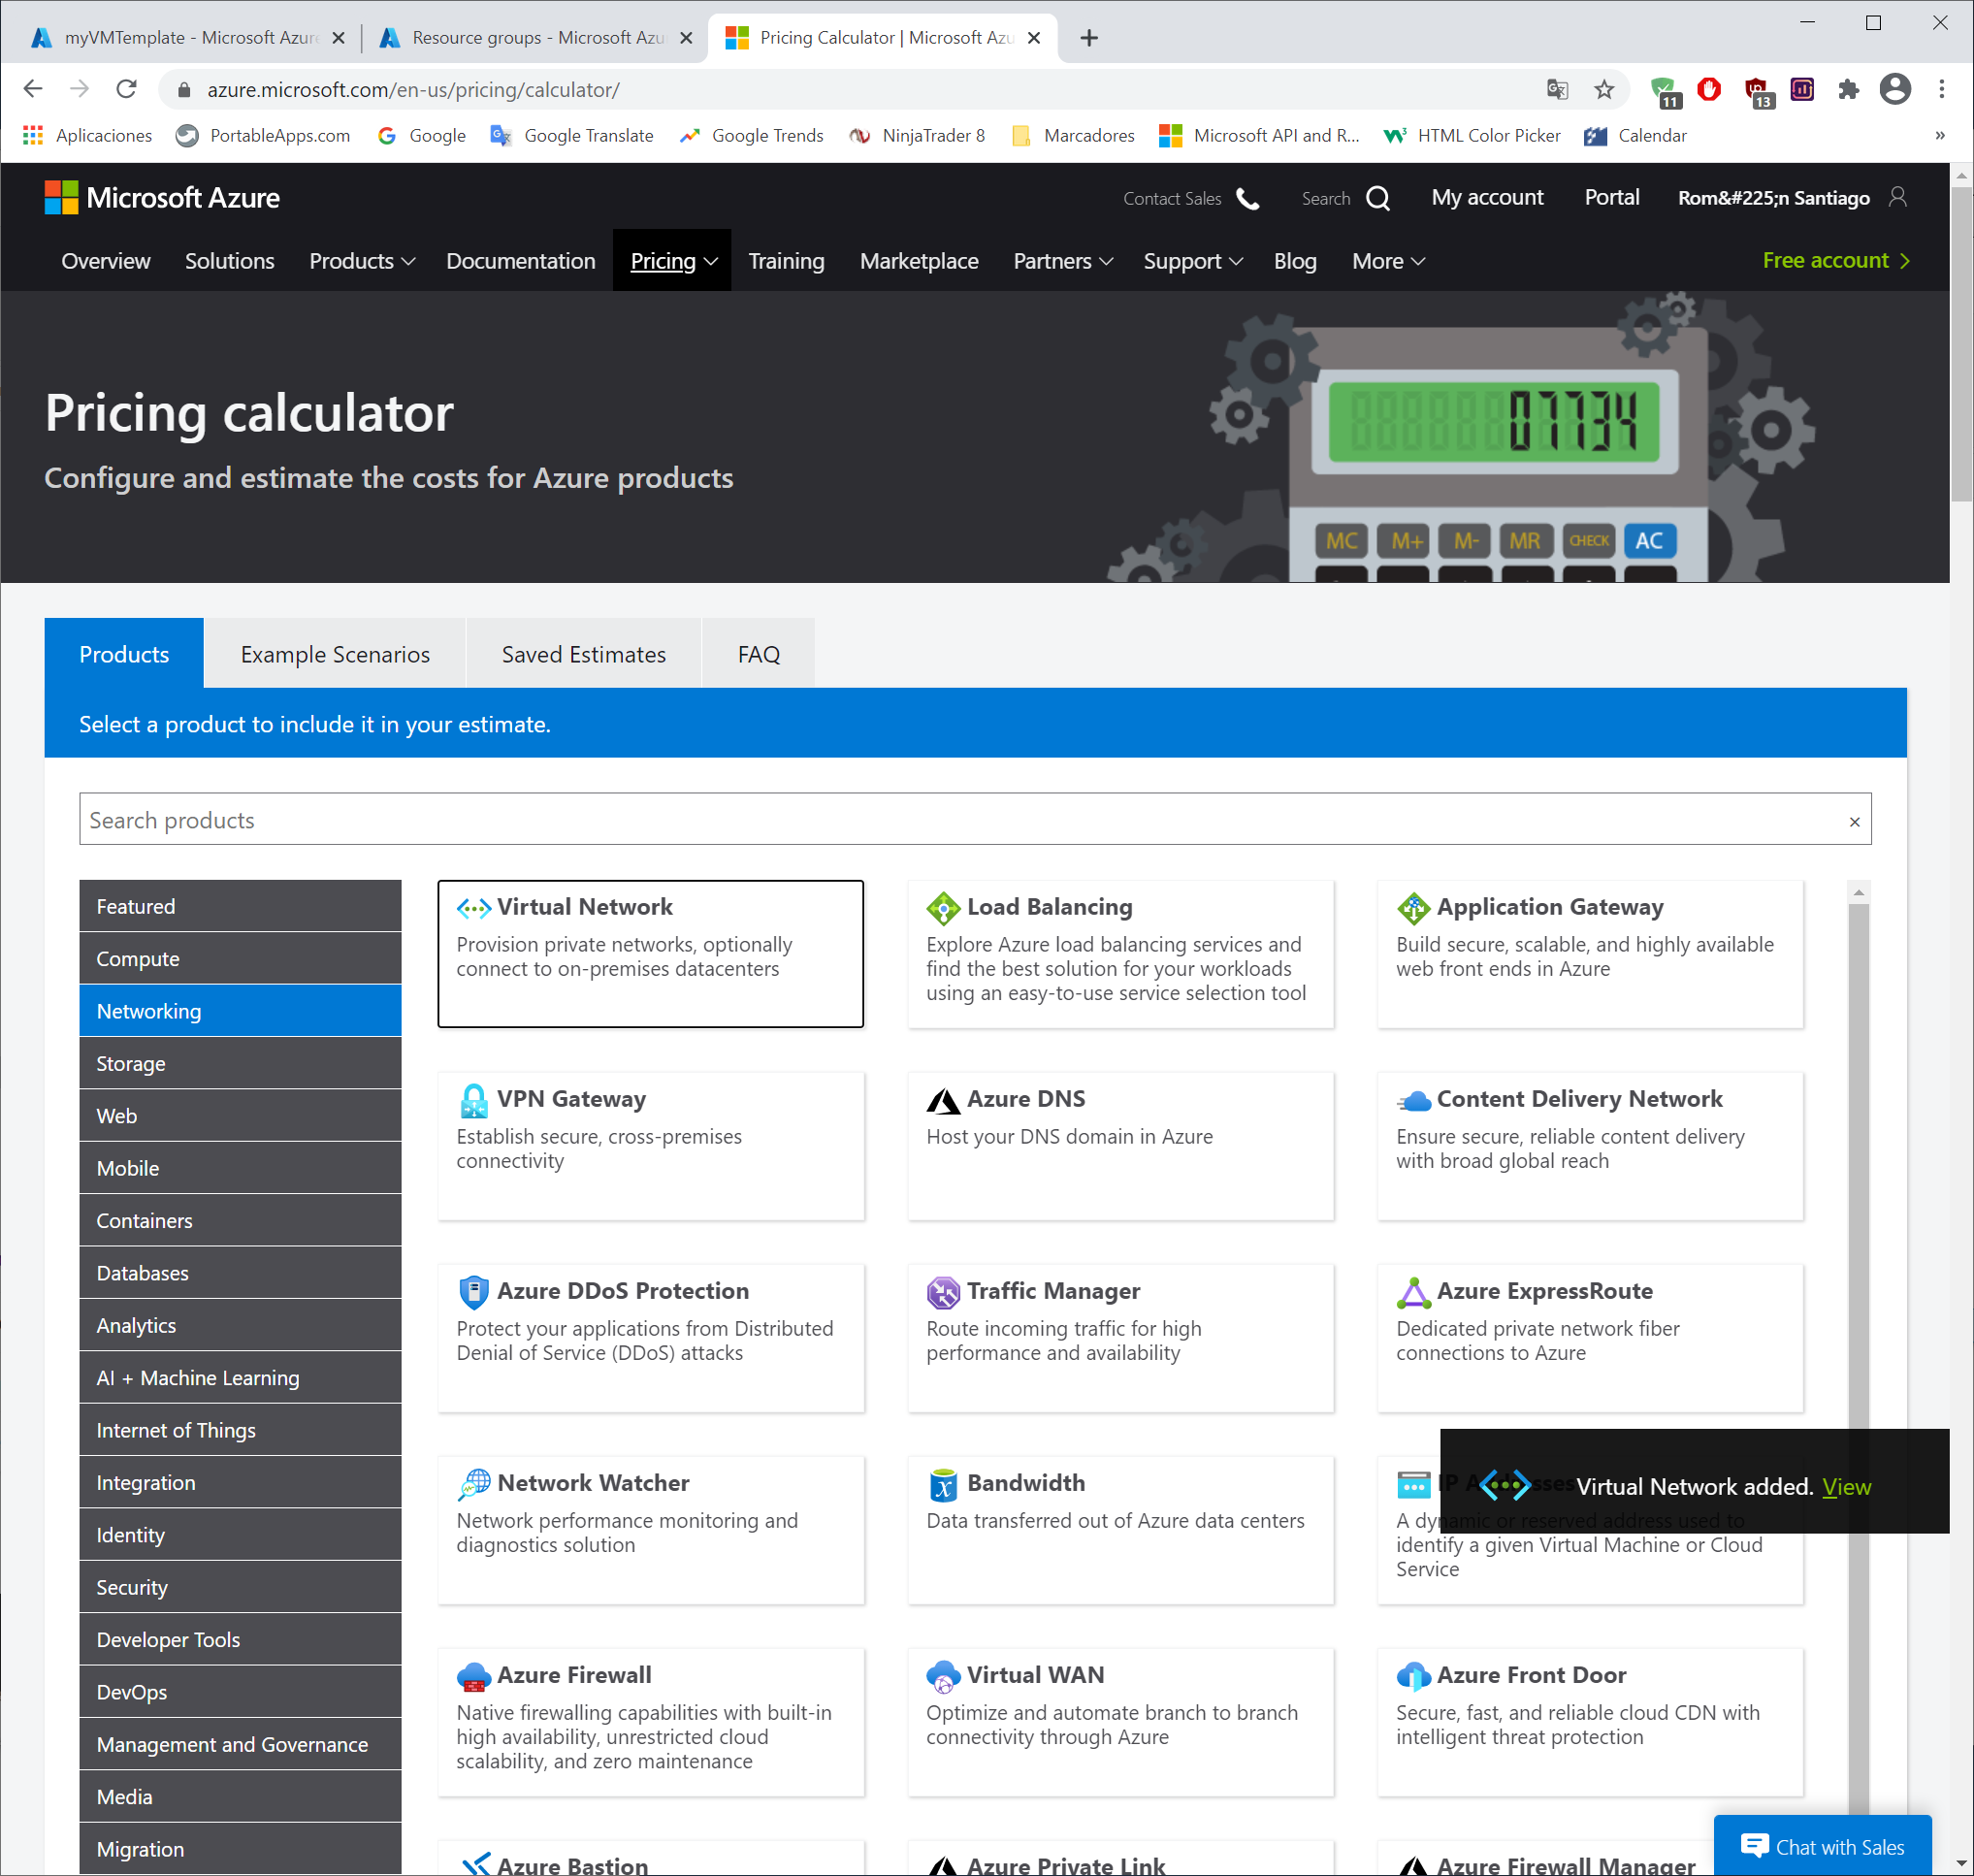 myVMTemplate - Microsoft Azure
Resource groups - Microsoft Azu
Pricing Calculator | Microsoft Azu
azure.microsoft.com/en-us/pricing/calculator/
11
13
Aplicaciones
PortableApps.com
Google
Google Translate
Google Trends
NinjaTrader 8
Marcadores
Microsoft API and R...
HTML Color Picker
Calendar
»
Microsoft Azure
Contact Sales
Search
My account
Portal
Rom&#225;n Santiago
Overview
Solutions
Products
Documentation
Pricing
Training
Marketplace
Partners
Support
Blog
More
Free account
Pricing calculator
Configure and estimate the costs for Azure products
07734
MC
M+
M-
MR
CHECK
AC
Products
Example Scenarios
Saved Estimates
FAQ
Select a product to include it in your estimate.
Search products
Featured
Compute
Networking
Storage
Web
Mobile
Containers
Databases
Analytics
AI + Machine Learning
Internet of Things
Integration
Identity
Security
Developer Tools
DevOps
Management and Governance
Media
Migration
Virtual Network
Provision private networks, optionally
connect to on-premises datacenters
Load Balancing
Explore Azure load balancing services and
find the best solution for your workloads
using an easy-to-use service selection tool
Application Gateway
Build secure, scalable, and highly available
web front ends in Azure
VPN Gateway
Establish secure, cross-premises
connectivity
Azure DNS
Host your DNS domain in Azure
Content Delivery Network
Ensure secure, reliable content delivery
with broad global reach
Azure DDoS Protection
Protect your applications from Distributed
Denial of Service (DDoS) attacks
Traffic Manager
Route incoming traffic for high
performance and availability
Azure ExpressRoute
Dedicated private network fiber
connections to Azure
Network Watcher
Network performance monitoring and
diagnostics solution
Bandwidth
Data transferred out of Azure data centers
IP
A dynamic or reserved address used to
identify a given Virtual Machine or Cloud
Service
Virtual Network added. View
Azure Firewall
Native firewalling capabilities with built-in
high availability, unrestricted cloud
scalability, and zero maintenance
Virtual WAN
Optimize and automate branch to branch
connectivity through Azure
Azure Front Door
Secure, fast, and reliable cloud CDN with
intelligent threat protection
Azure Bastion
Azure Private Link
Azure Firewall Manager
Chat with Sales